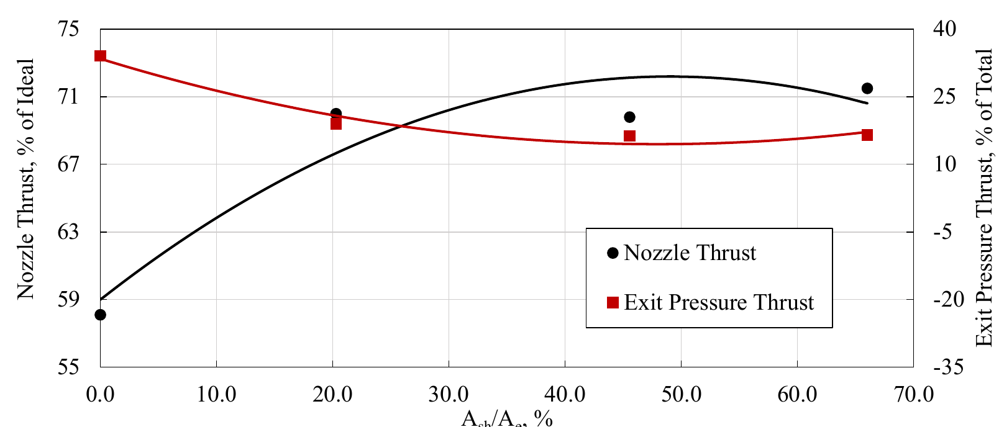 75
71
67
63
59
55
Nozzle Thrust, % of Ideal
40
25
10
-5
-20
-35
Exit Pressure Thrust, % of Total
Nozzle Thrust
Exit Pressure Thrust
0.0 10.0 20.0 30.0 40.0 50.0 60.0 70.0
Ash/Ae, %